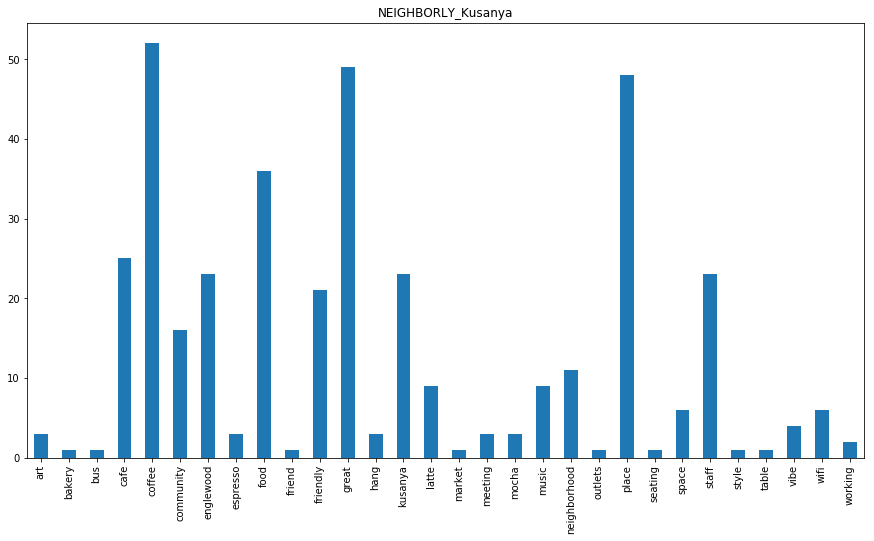 NEIGHBORLY_Kusanya
50
40
30
20
10
0
art
bakery
bus
cafe
coffee
community
englewood
espresso
food
friend
friendly
great
hang
kusanya
latte
market
meeting
mocha
music
neighborhood
outlets
place
seating
space
staff
style
table
vibe
wifi
working